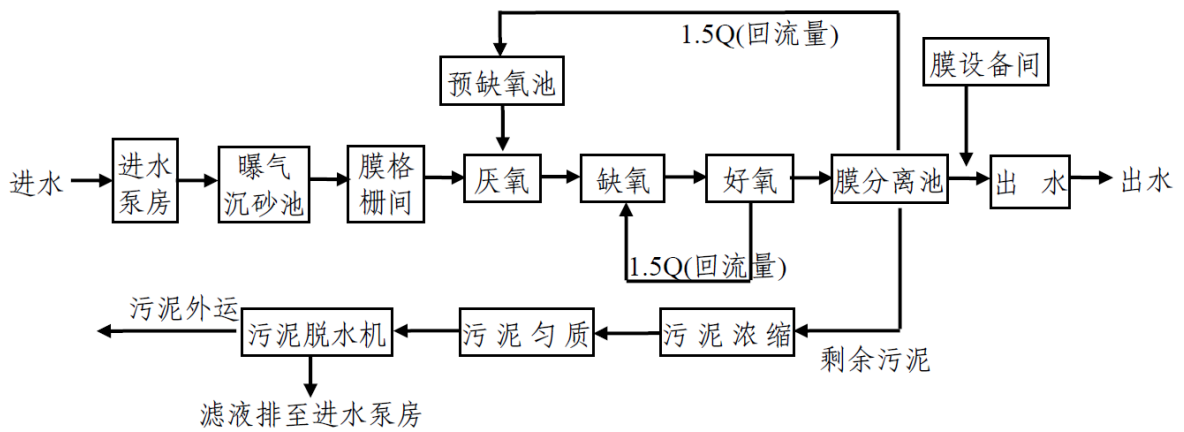 1.5Q(回流量)
膜设备间
预缺氧池
进水
进水
泵房
曝气
沉砂池
膜格
栅间
厌氧
缺氧
好氧
膜分离池
出 水
出水
1.5Q(回流量)
污泥外运
污泥脱水机
污 泥 匀 质
污 泥 浓 缩
剩余污泥
滤液排至进水泵房